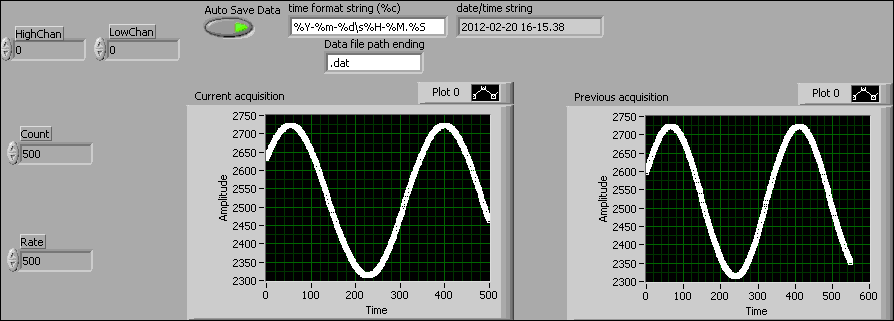 Auto Save Data
time format string (%c)
date/time string
HighChan
LowChan
%Y-%m-%d\s%H-%M.%S
2012-02-20 16-15.38
0
0
Data file path ending
.dat
Current acquisition
Plot 0
Previous acquisition
Plot 0
Count
500
Rate
500
Amplitude
2750
2700
2650
2600
2550
2500
2450
2400
2350
2300
0
100
200
300
400
500
Time
Amplitude
2750
2700
2650
2600
2550
2500
2450
2400
2350
2300
0
100
200
300
400
500
600
Time